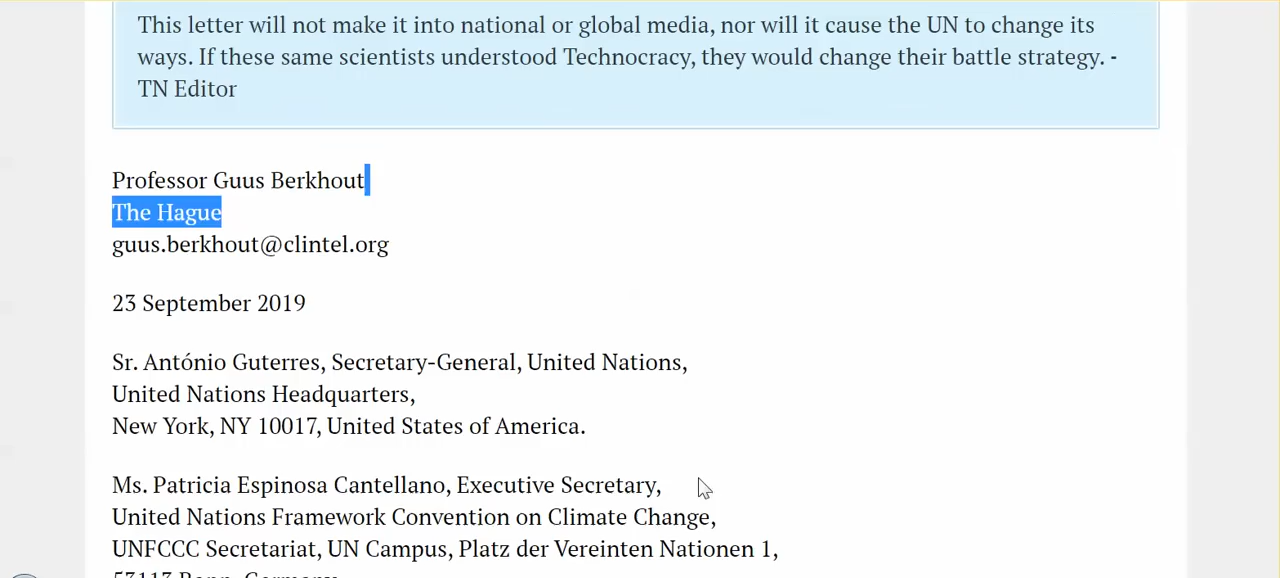 This letter will not make it into national or global media, nor will it cause the UN to change its
ways. If these same scientists understood Technocracy, they would change their battle strategy. -
TN Editor
Professor Guus Berkhout
The Hague
guus.berkhout@clintel.org
23 September 2019
Sr. António Guterres, Secretary-General, United Nations,
United Nations Headquarters,
New York, NY 10017, United States of America.
Ms. Patricia Espinosa Cantellano, Executive Secretary,
United Nations Framework Convention on Climate Change,
UNFCCC Secretariat, UN Campus, Platz der Vereinten Nationen 1,
53113 Bonn, Germany